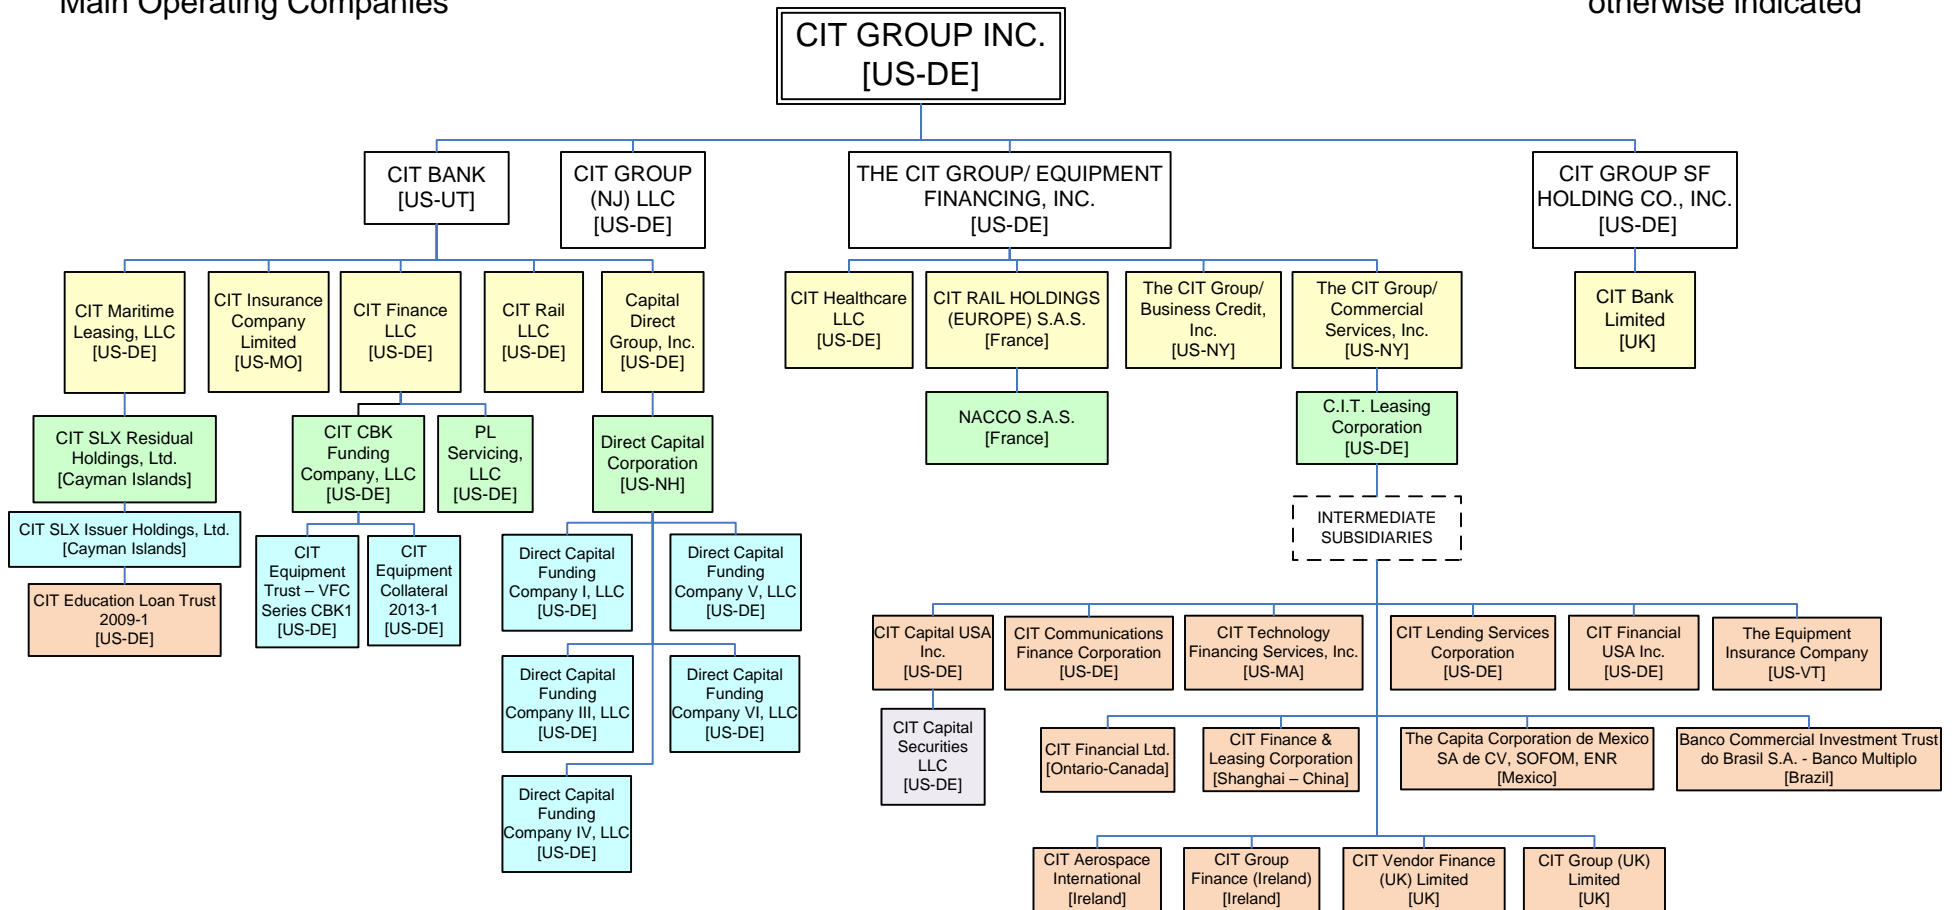 Main Operating Companies
otherwise indicated
CIT GROUP INC.
[US-DE]
CIT BANK
[US-UT]
CIT GROUP
(NJ) LLC
[US-DE]
THE CIT GROUP/ EQUIPMENT
FINANCING, INC.
[US-DE]
CIT GROUP SF
HOLDING CO., INC.
[US-DE]
CIT Maritime
Leasing, LLC
[US-DE]
CIT Insurance
Company
Limited
[US-MO]
CIT Finance
LLC
[US-DE]
CIT Rail
LLC
[US-DE]
Capital
Direct
Group, Inc.
[US-DE]
CIT Healthcare
LLC
[US-DE]
CIT RAIL HOLDINGS
(EUROPE) S.A.S.
[France]
The CIT Group/
Business Credit,
Inc.
[US-NY]
The CIT Group/
Commercial
Services, Inc.
[US-NY]
CIT Bank
Limited
[UK]
CIT SLX Residual
Holdings, Ltd.
[Cayman Islands]
CIT CBK
Funding
Company, LLC
[US-DE]
PL
Servicing,
LLC
[US-DE]
Direct Capital
Corporation
[US-NH]
NACCO S.A.S.
[France]
C.I.T. Leasing
Corporation
[US-DE]
CIT SLX Issuer Holdings, Ltd.
[Cayman Islands]
CIT
Equipment
Trust – VFC
Series CBK1
[US-DE]
CIT
Equipment
Collateral
2013-1
[US-DE]
Direct Capital
Funding
Company I, LLC
[US-DE]
Direct Capital
Funding
Company V, LLC
[US-DE]
INTERMEDIATE
SUBSIDIARIES
CIT Education Loan Trust
2009-1
[US-DE]
Direct Capital
Funding
Company III, LLC
[US-DE]
Direct Capital
Funding
Company VI, LLC
[US-DE]
CIT Capital USA
Inc.
[US-DE]
CIT Communications
Finance Corporation
[US-DE]
CIT Technology
Financing Services, Inc.
[US-MA]
CIT Lending Services
Corporation
[US-DE]
CIT Financial
USA Inc.
[US-DE]
The Equipment
Insurance Company
[US-VT]
CIT Capital
Securities
LLC
[US-DE]
CIT Financial Ltd.
[Ontario-Canada]
CIT Finance &
Leasing Corporation
[Shanghai – China]
The Capita Corporation de Mexico
SA de CV, SOFOM, ENR
[Mexico]
Banco Commercial Investment Trust
do Brasil S.A. - Banco Multiplo
[Brazil]
Direct Capital
Funding
Company IV, LLC
[US-DE]
CIT Aerospace
International
[Ireland]
CIT Group
Finance (Ireland)
[Ireland]
CIT Vendor Finance
(UK) Limited
[UK]
CIT Group (UK)
Limited
[UK]